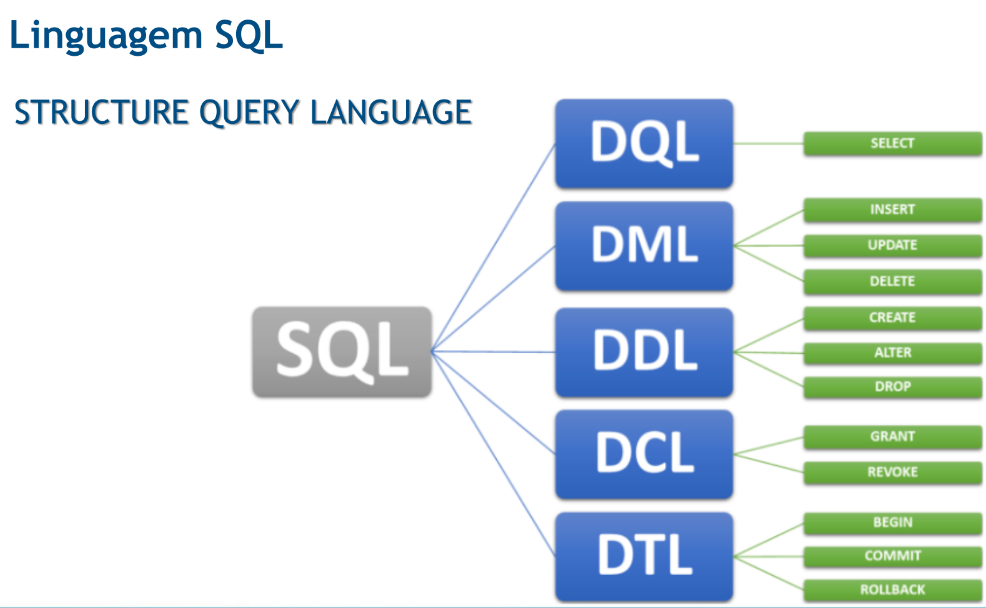 Linguagem SQL
STRUCTURE QUERY LANGUAGE
SQL
DQL
SELECT
DML
INSERT
UPDATE
DELETE
DDL
CREATE
ALTER
DROP
DCL
GRANT
REVOKE
DTL
BEGIN
COMMIT
ROLLBACK